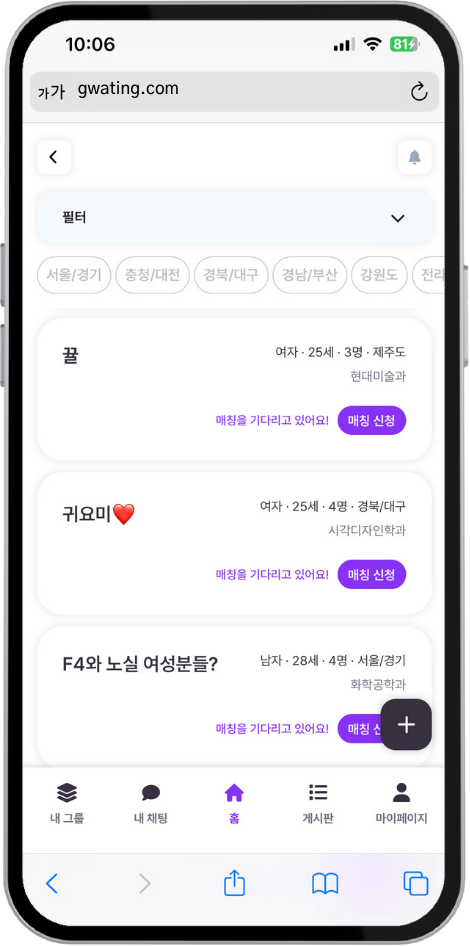 10:06
81
가가 gwating.com
필터
서울/경기 충청/대전 경북/대구 경남/부산 강원도 전라
뀰 여자 · 25세 · 3명 · 제주도
현대미술과
매칭을 기다리고 있어요! 매칭 신청
귀요미❤️ 여자 · 25세 · 4명 · 경북/대구
시각디자인학과
매칭을 기다리고 있어요! 매칭 신청
F4와 노실 여성분들? 남자 · 28세 · 4명 · 서울/경기
화학공학과
매칭을 기다리고 있어요! 매칭
내 그룹 내 채팅 홈 게시판 마이페이지